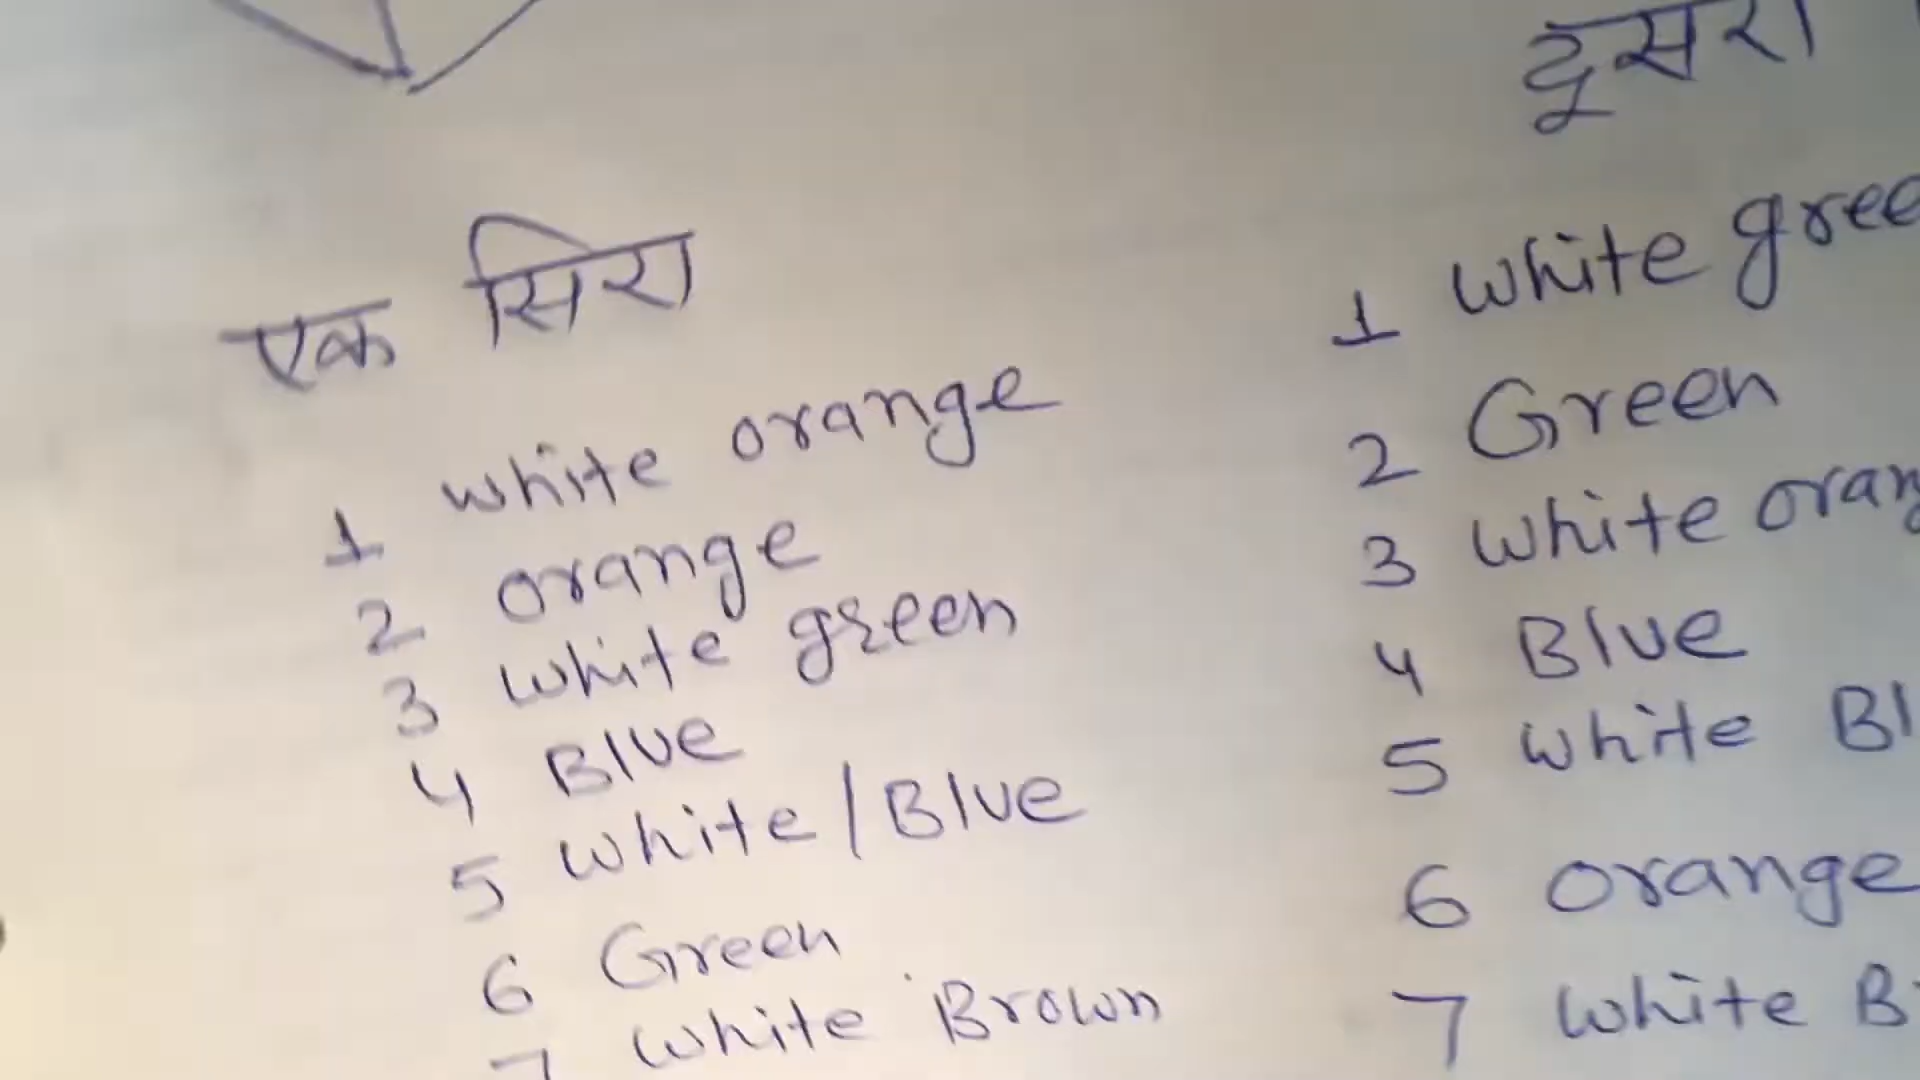 एक सिरा
1 white orange
2 orange
3 white green
4 Blue
5 white/Blue
6 Green
7 white Brown
दूसरा
1 white gree
2 Green
3 white oran
4 Blue
5 white Bl
6 orange
7 white B